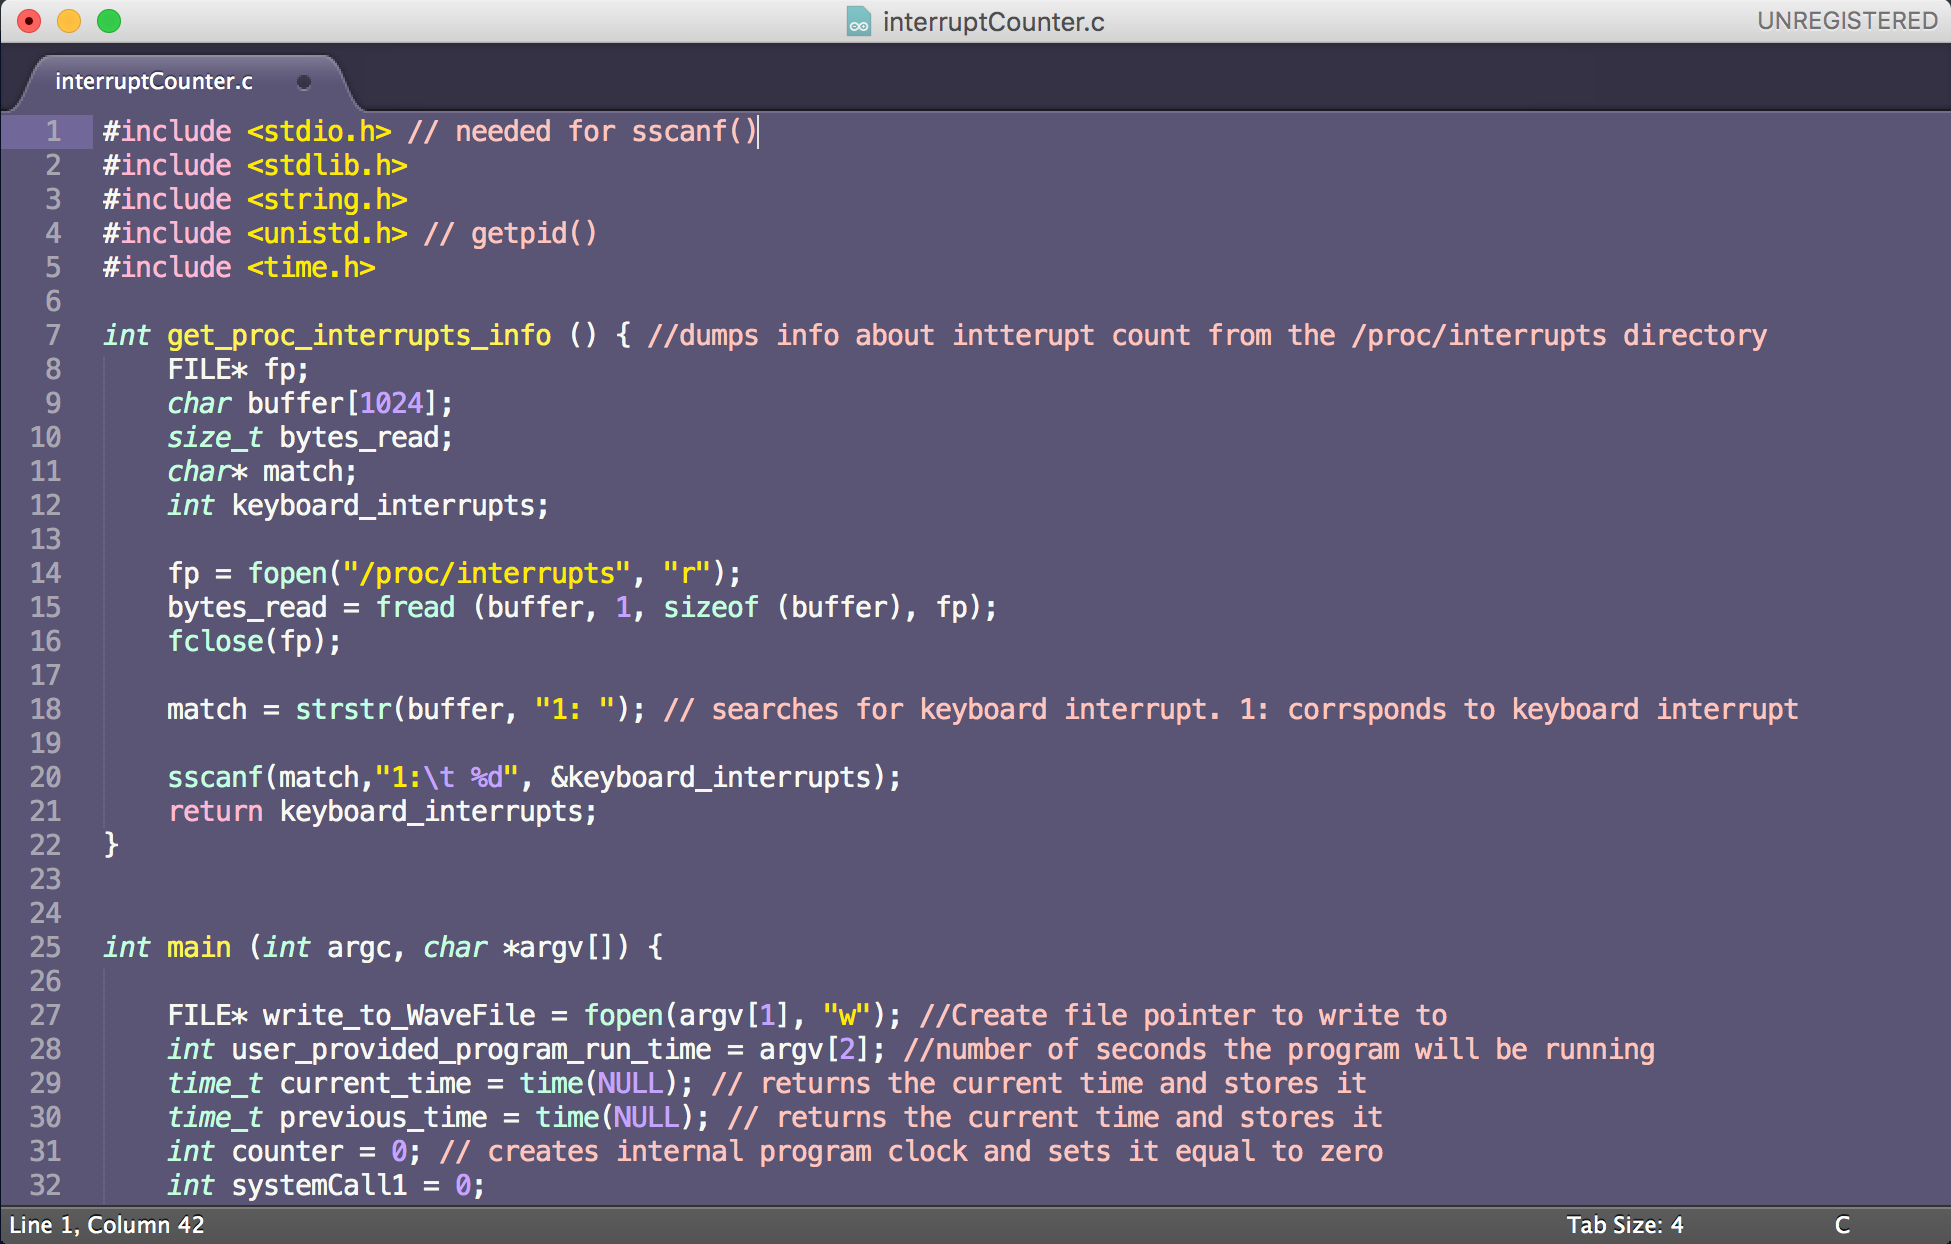 interruptCounter.c
UNREGISTERED
interruptCounter.c
1 #include <stdio.h> // needed for sscanf()
2 #include <stdlib.h>
3 #include <string.h>
4 #include <unistd.h> // getpid()
5 #include <time.h>
6
7 int get_proc_interrupts_info () { //dumps info about intterupt count from the /proc/interrupts directory
8 FILE* fp;
9 char buffer[1024];
10 size_t bytes_read;
11 char* match;
12 int keyboard_interrupts;
13
14 fp = fopen("/proc/interrupts", "r");
15 bytes_read = fread (buffer, 1, sizeof (buffer), fp);
16 fclose(fp);
17
18 match = strstr(buffer, "1: "); // searches for keyboard interrupt. 1: corrsponds to keyboard interrupt
19
20 sscanf(match,"1:\t %d", &keyboard_interrupts);
21 return keyboard_interrupts;
22 }
23
24
25 int main (int argc, char *argv[]) {
26
27 FILE* write_to_WaveFile = fopen(argv[1], "w"); //Create file pointer to write to
28 int user_provided_program_run_time = argv[2]; //number of seconds the program will be running
29 time_t current_time = time(NULL); // returns the current time and stores it
30 time_t previous_time = time(NULL); // returns the current time and stores it
31 int counter = 0; // creates internal program clock and sets it equal to zero
32 int systemCall1 = 0;
Line 1, Column 42
Tab Size: 4
C